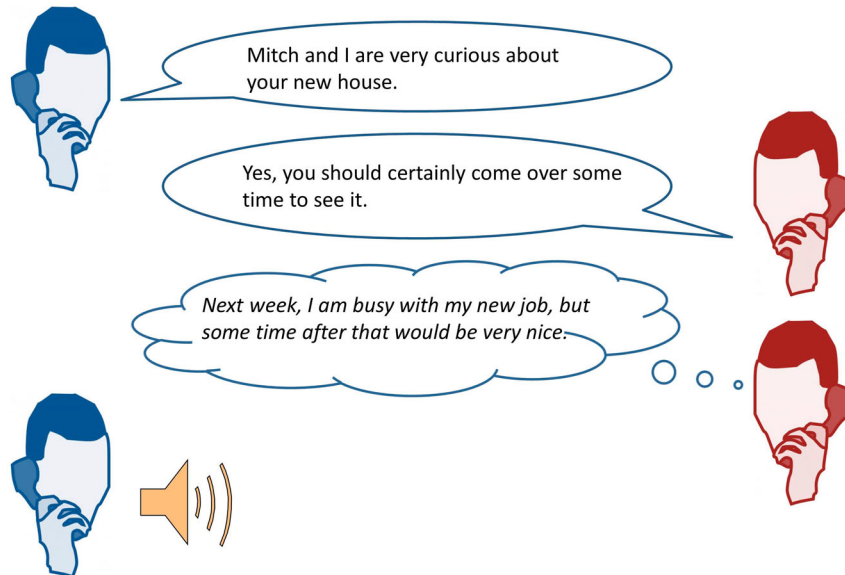 Mitch and I are very curious about
your new house.
Yes, you should certainly come over some
time to see it.
Next week, I am busy with my new job, but
some time after that would be very nice.